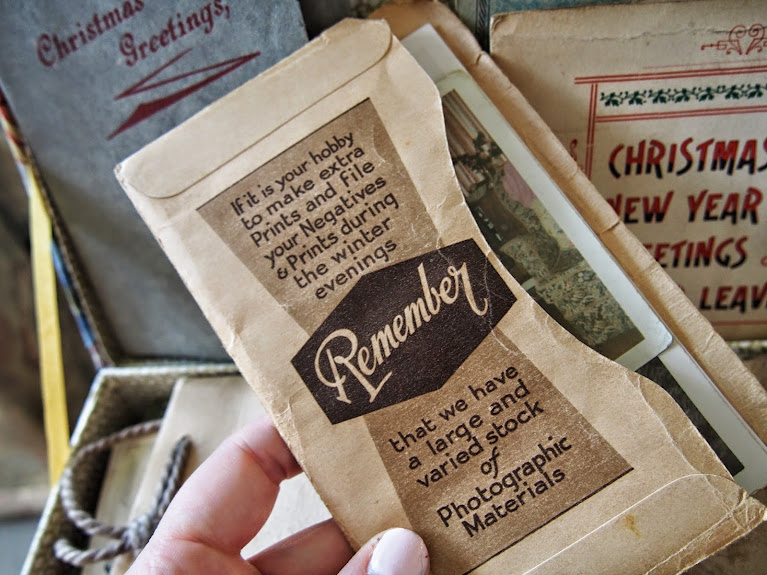 Christmas
Greetings,
If it is your hobby
to make extra
Prints and file
your Negatives
& Prints during
the winter
evenings
Remember
that we have
a large and
varied stock
of
Photographic
Materials
CHRISTMAS
NEW YEAR
LEAV